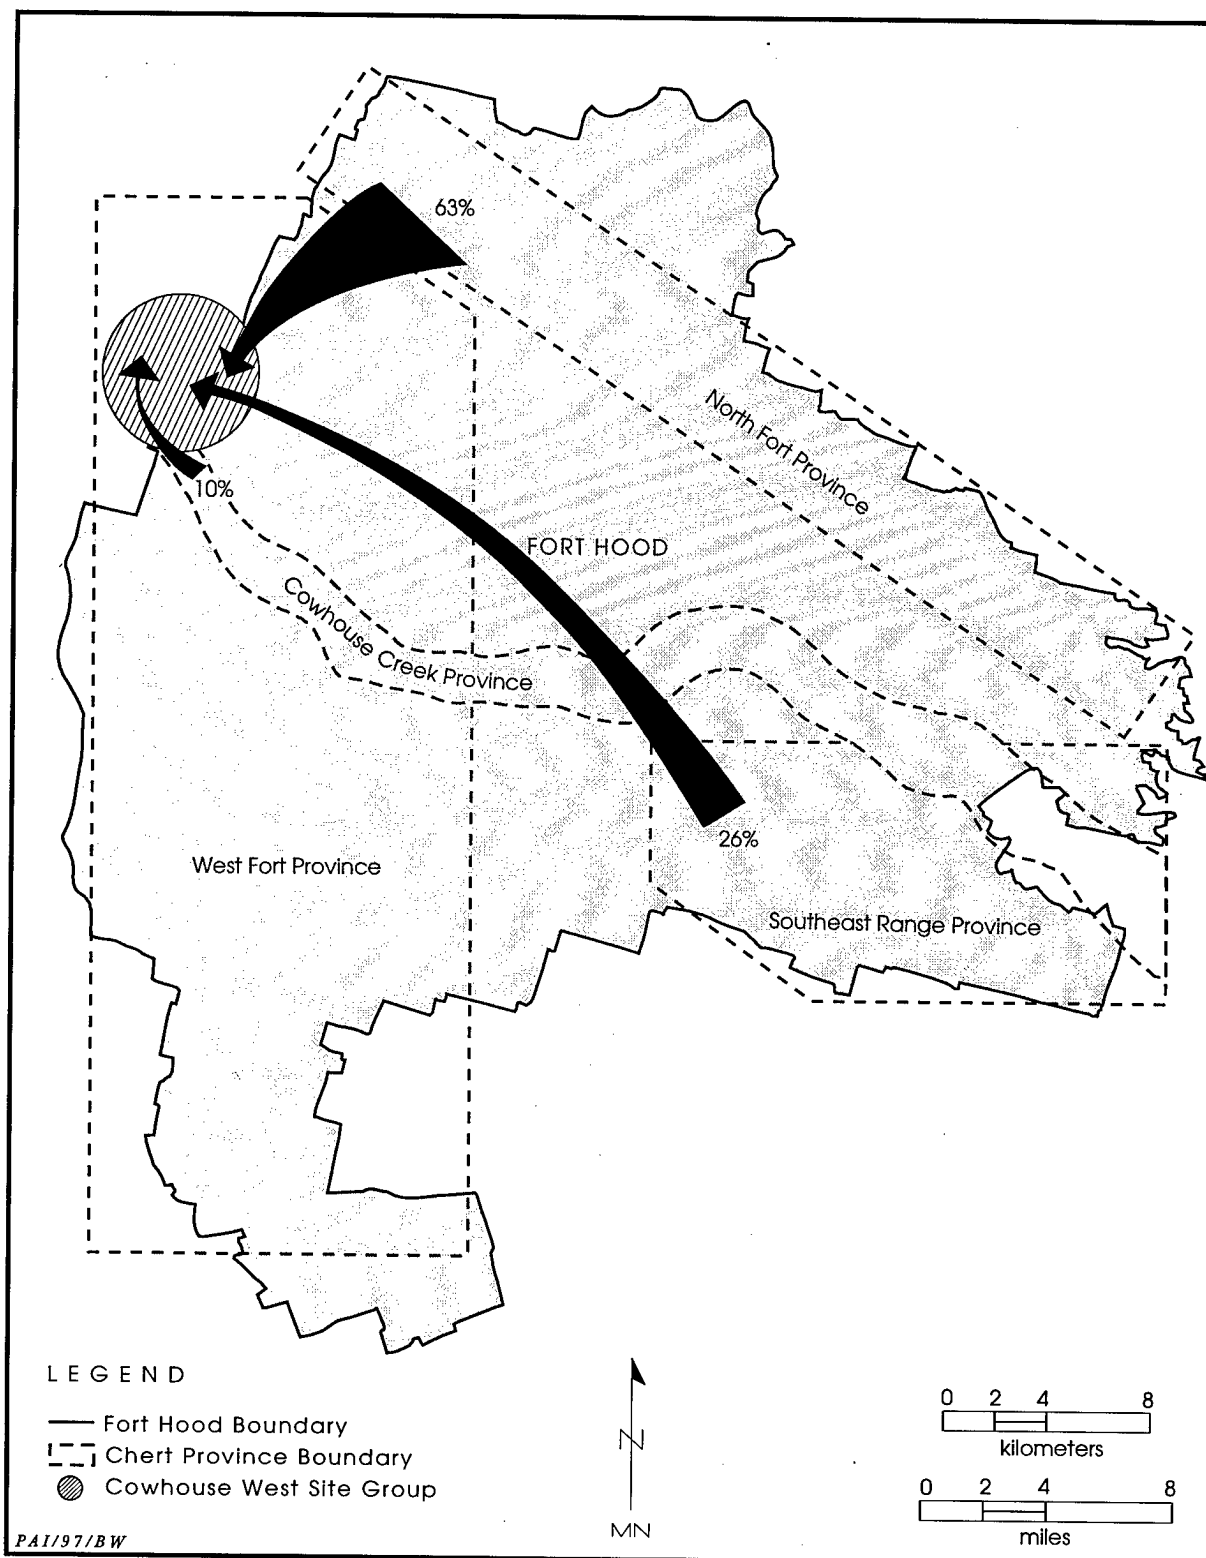 63%
North Fort Province
10%
FORT HOOD
Cowhouse Creek Province
26%
West Fort Province
Southeast Range Province
LEGEND
Fort Hood Boundary
Chert Province Boundary
Cowhouse West Site Group
N
MN
0 2 4 8
kilometers
0 2 4 8
miles
PAI/97/BW